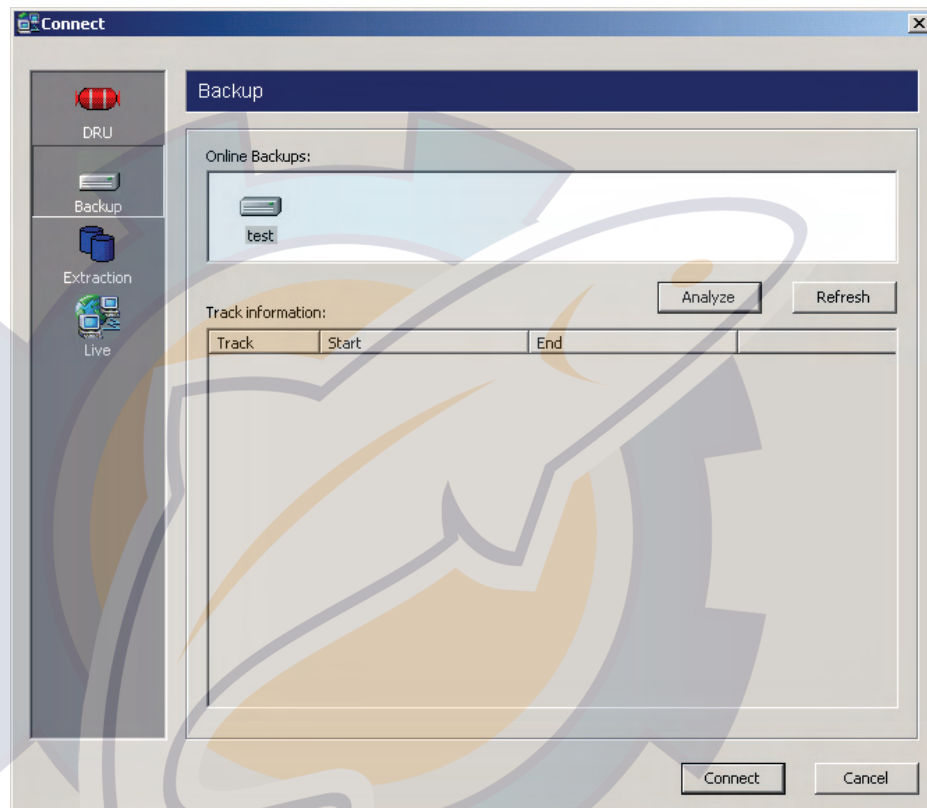 Connect
DRU
Backup
Extraction
Live
Backup
Online Backups:
test
Analyze
Refresh
Track information:
Track Start End
Connect
Cancel